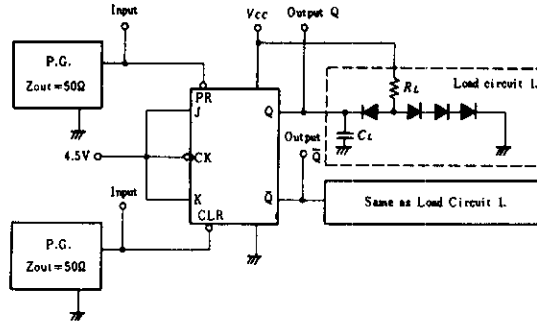 Input
Vcc
Output Q
P.G.
Zout=50Ω
PR
J
Q
RL
Load circuit 1.
CL
4.5V
CK
Output
Q̅
Input
K
Q̅
CLR
Same as Load Circuit 1.
P.G.
Zout=50Ω